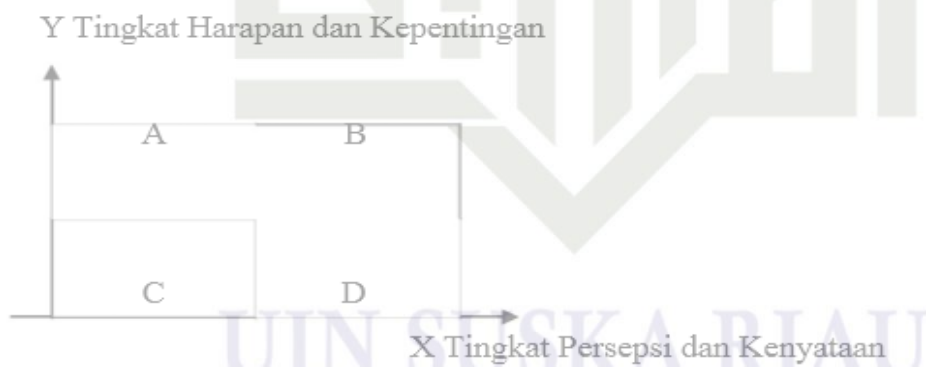 Y Tingkat Harapan dan Kepentingan
A B
C D
UIN SUSKA RIAU
X Tingkat Persepsi dan Kenyataan